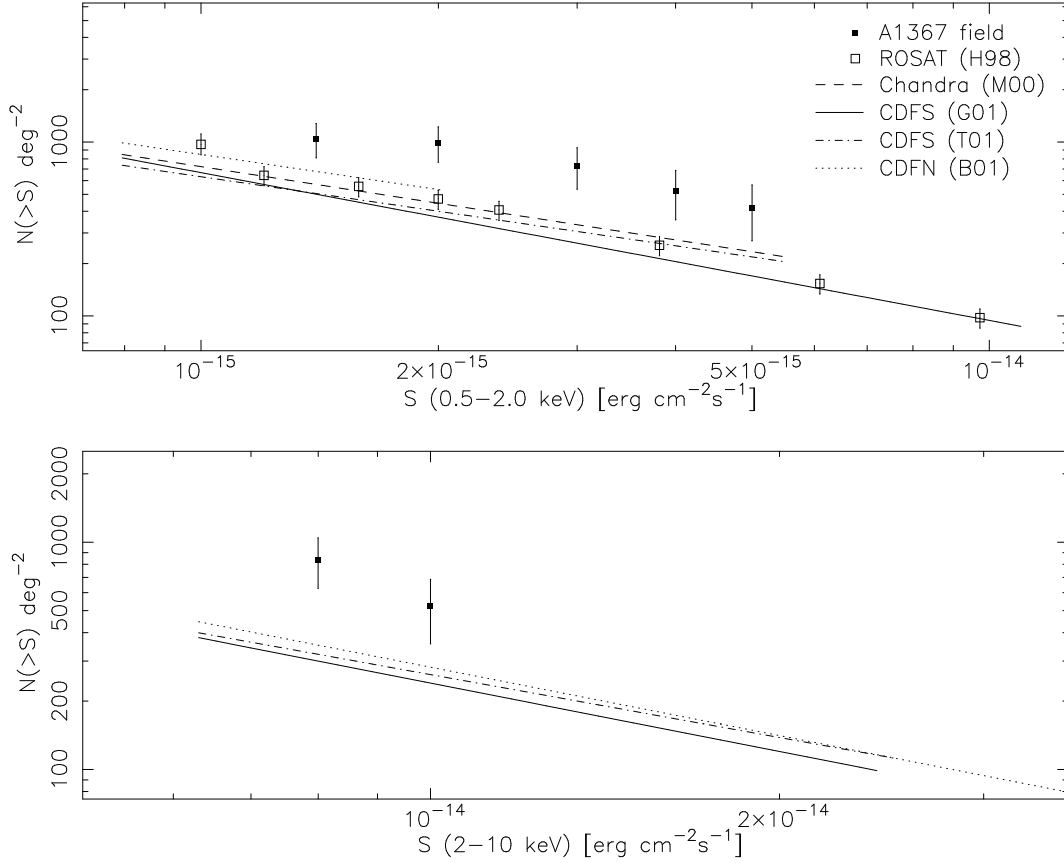 A1367 field
ROSAT (H98)
Chandra (M00)
CDFS (G01)
CDFS (T01)
CDFN (B01)
N(>S) deg⁻²
1000
100
10⁻¹⁵
2×10⁻¹⁵
5×10⁻¹⁵
10⁻¹⁴
S (0.5−2.0 keV) [erg cm⁻²s⁻¹]
N(>S) deg⁻²
2000
1000
500
200
100
10⁻¹⁴
2×10⁻¹⁴
S (2−10 keV) [erg cm⁻²s⁻¹]